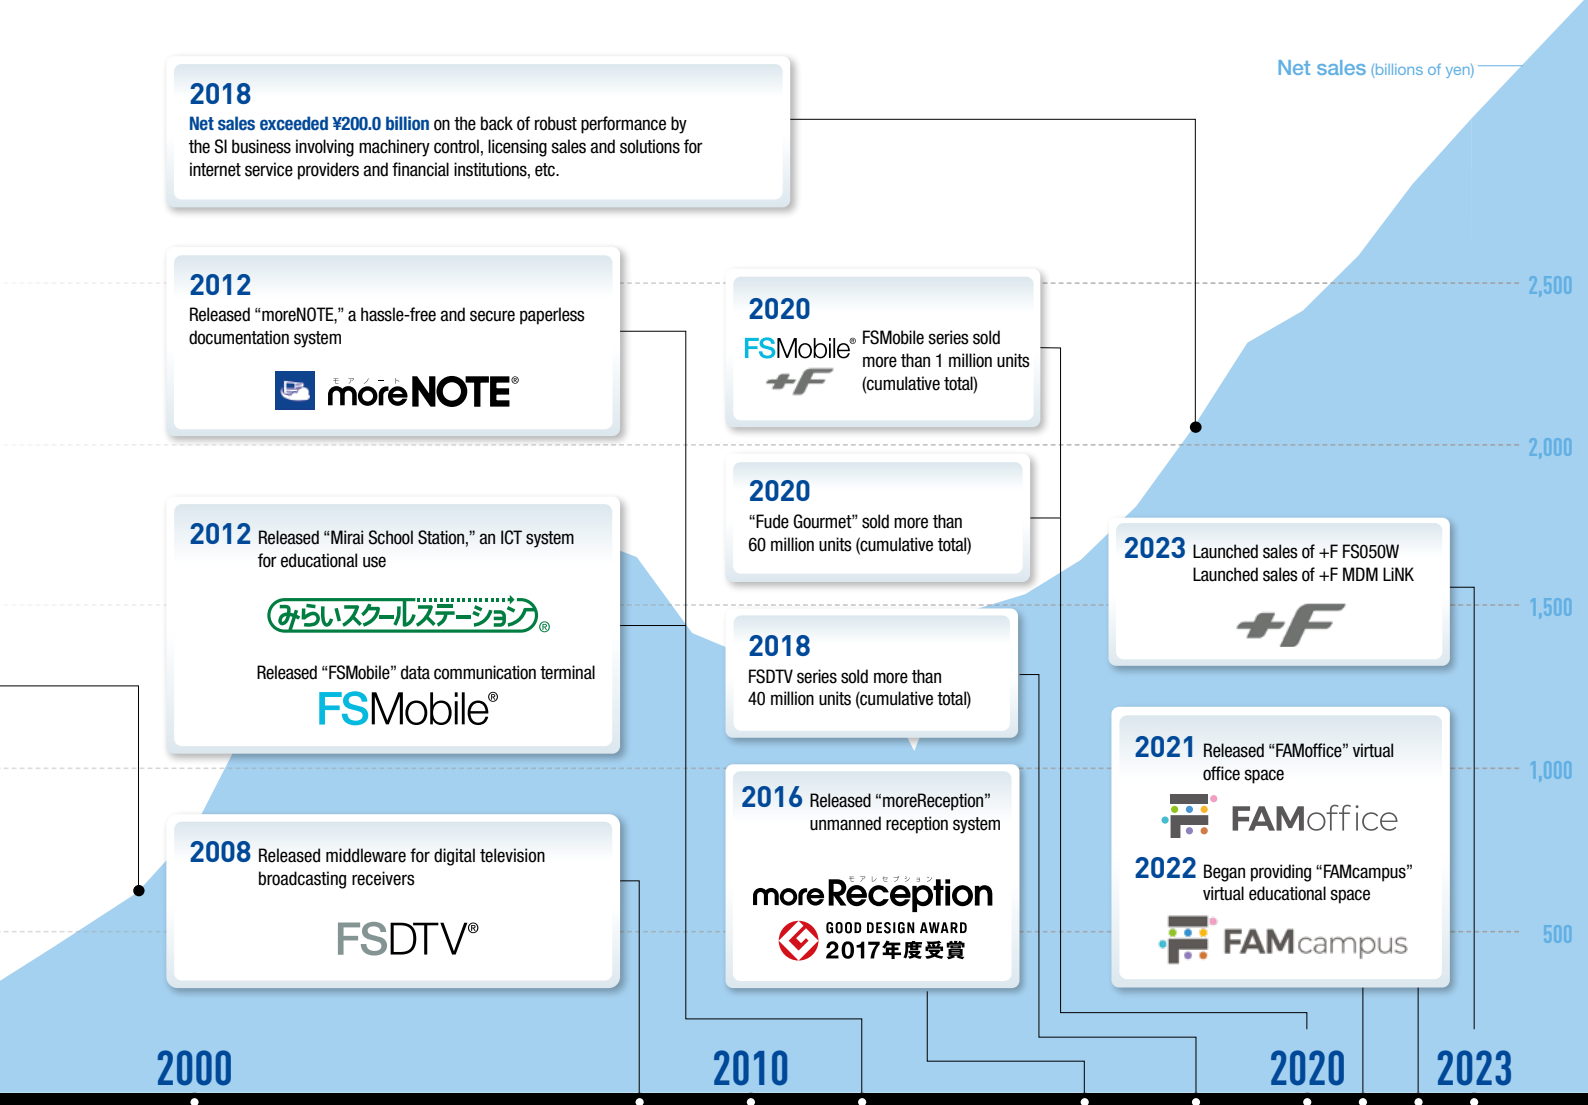 Net sales (billions of yen)
2018
Net sales exceeded ¥200.0 billion on the back of robust performance by
the SI business involving machinery control, licensing sales and solutions for
internet service providers and financial institutions, etc.
2012
Released “moreNOTE,” a hassle-free and secure paperless
documentation system
モアノート
moreNOTE®
2012 Released “Mirai School Station,” an ICT system
for educational use
みらいスクールステーション®
Released “FSMobile” data communication terminal
FSMobile®
2008 Released middleware for digital television
broadcasting receivers
FSDTV®
2020
FSMobile®
+F
FSMobile series sold
more than 1 million units
(cumulative total)
2020
“Fude Gourmet” sold more than
60 million units (cumulative total)
2018
FSDTV series sold more than
40 million units (cumulative total)
2016 Released “moreReception”
unmanned reception system
モアレセプション
moreReception
GOOD DESIGN AWARD
2017年度受賞
2023 Launched sales of +F FS050W
Launched sales of +F MDM LiNK
+F
2021 Released “FAMoffice” virtual
office space
FAMoffice
2022 Began providing “FAMcampus”
virtual educational space
FAMcampus
2,500
2,000
1,500
1,000
500
2000
2010
2020
2023